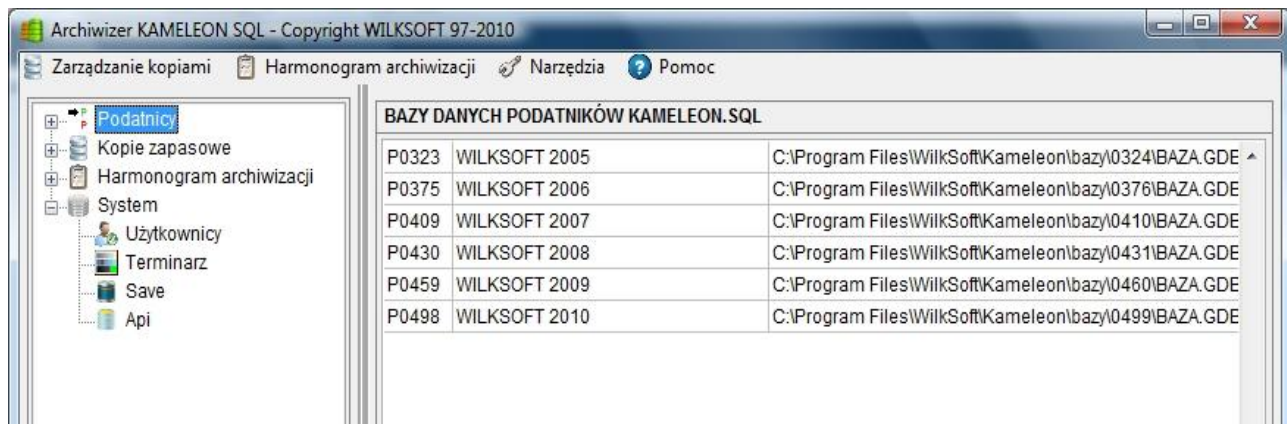 Archiwizer KAMELEON SQL - Copyright WILKSOFT 97-2010
Zarządzanie kopiami Harmonogram archiwizacji Narzędzia Pomoc
Podatnicy
Kopie zapasowe
Harmonogram archiwizacji
System
Użytkownicy
Terminarz
Save
Api
BAZY DANYCH PODATNIKÓW KAMELEON.SQL
P0323 WILKSOFT 2005 C:\Program Files\WilkSoft\Kameleon\bazy\0324\BAZA.GDE
P0375 WILKSOFT 2006 C:\Program Files\WilkSoft\Kameleon\bazy\0376\BAZA.GDE
P0409 WILKSOFT 2007 C:\Program Files\WilkSoft\Kameleon\bazy\0410\BAZA.GDE
P0430 WILKSOFT 2008 C:\Program Files\WilkSoft\Kameleon\bazy\0431\BAZA.GDE
P0459 WILKSOFT 2009 C:\Program Files\WilkSoft\Kameleon\bazy\0460\BAZA.GDE
P0498 WILKSOFT 2010 C:\Program Files\WilkSoft\Kameleon\bazy\0499\BAZA.GDE